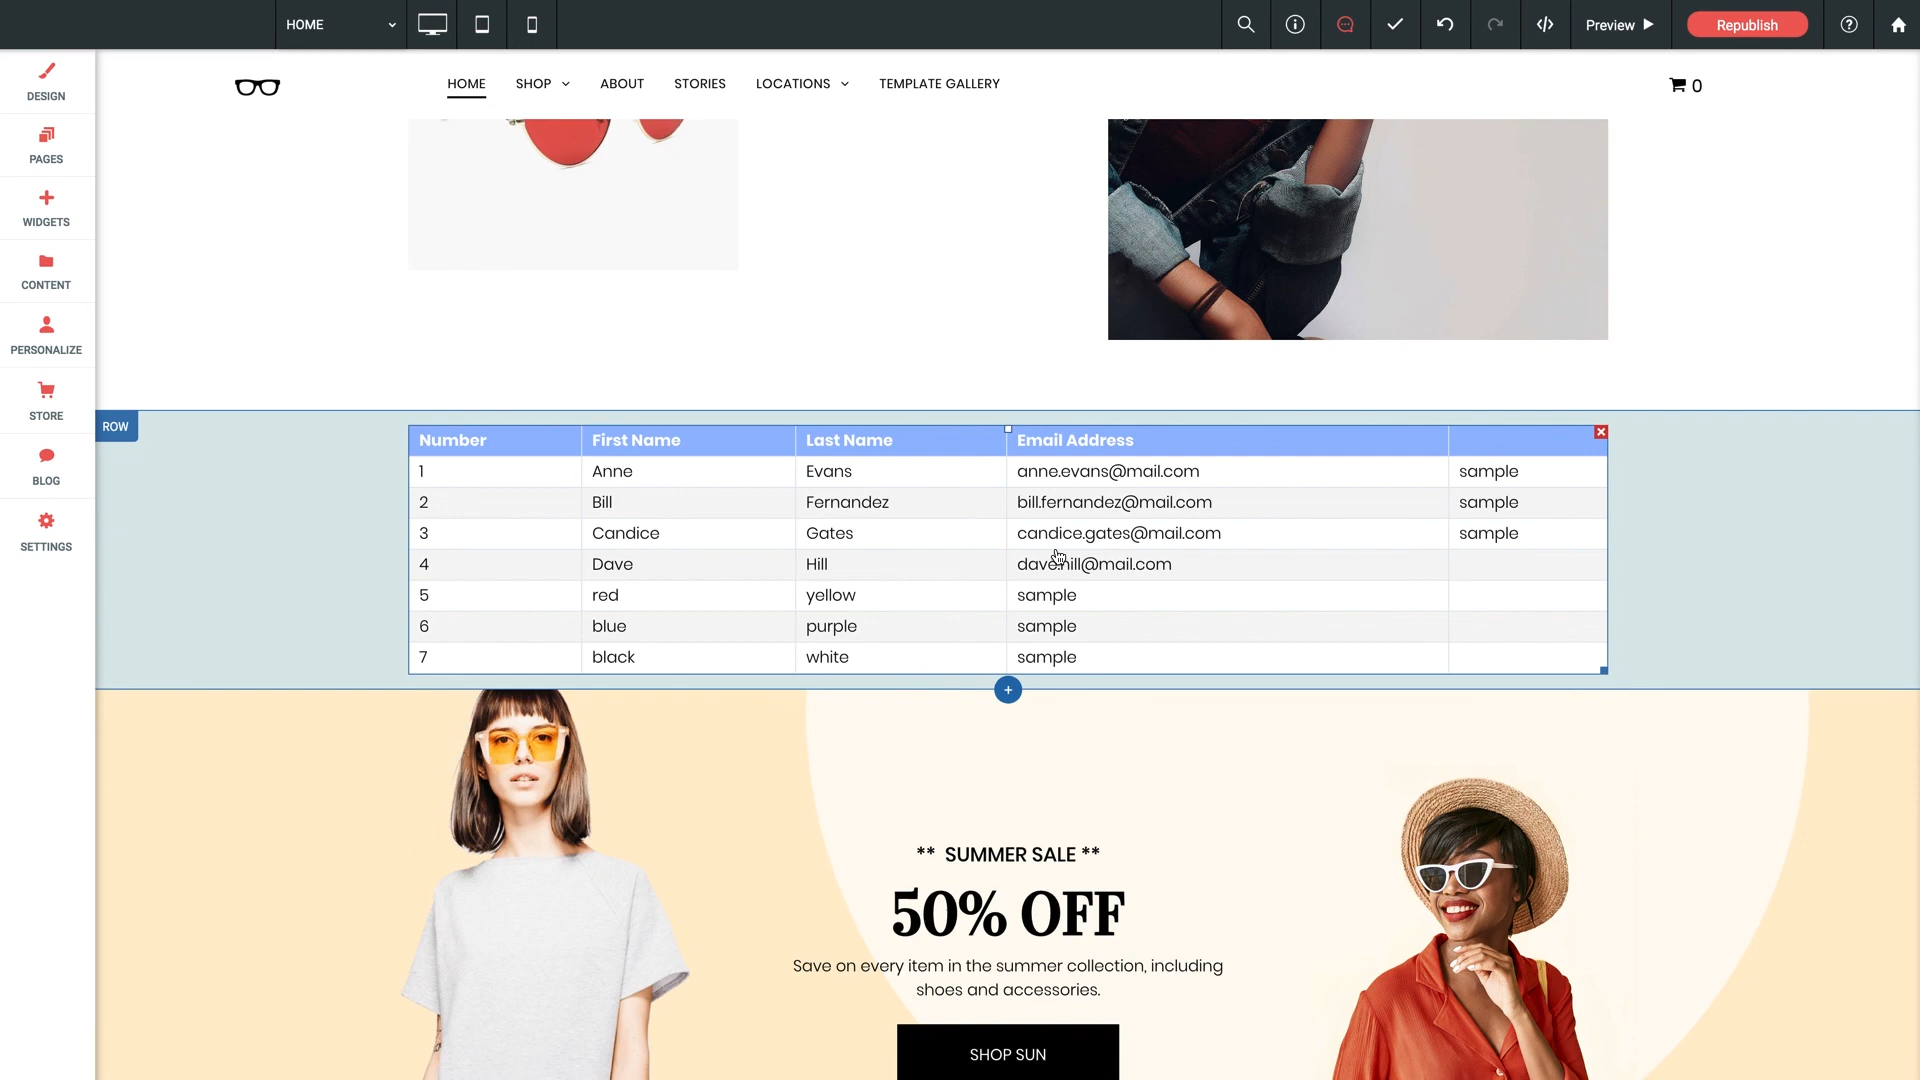 HOME
Preview
Republish
DESIGN
PAGES
WIDGETS
CONTENT
PERSONALIZE
STORE
BLOG
SETTINGS
HOME SHOP ABOUT STORIES LOCATIONS TEMPLATE GALLERY
0
ROW
Number First Name Last Name Email Address
1 Anne Evans anne.evans@mail.com sample
2 Bill Fernandez bill.fernandez@mail.com sample
3 Candice Gates candice.gates@mail.com sample
4 Dave Hill dave.hill@mail.com
5 red yellow sample
6 blue purple sample
7 black white sample
** SUMMER SALE **
50% OFF
Save on every item in the summer collection, including
shoes and accessories.
SHOP SUN